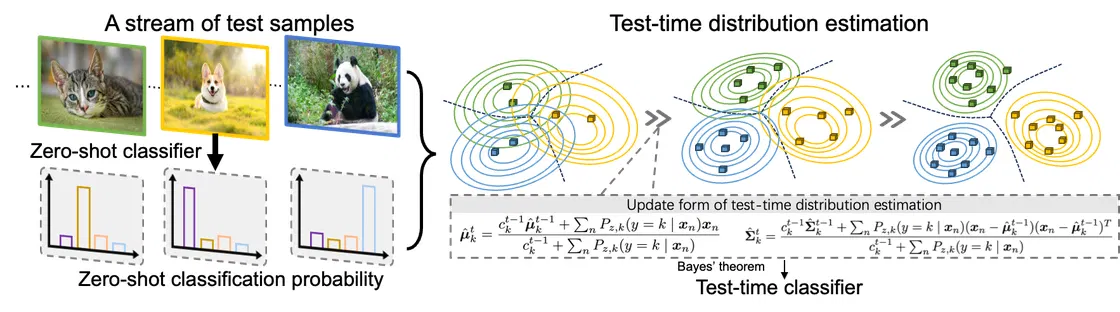 A stream of test samples
...
...
...
Zero-shot classifier
Zero-shot classification probability
Test-time distribution estimation
Update form of test-time distribution estimation
$\hat{\mu}_k^t = \frac{c_k^{t-1}\hat{\mu}_k^{t-1} + \sum_n P_{z,k}(y = k \mid x_n)x_n}{c_k^{t-1} + \sum_n P_{z,k}(y = k \mid x_n)}$
$\hat{\Sigma}_k^t = \frac{c_k^{t-1}\hat{\Sigma}_k^{t-1} + \sum_n P_{z,k}(y = k \mid x_n)(x_n - \hat{\mu}_k^{t-1})(x_n - \hat{\mu}_k^{t-1})^T}{c_k^{t-1} + \sum_n P_{z,k}(y = k \mid x_n)}$
Bayes' theorem
Test-time classifier